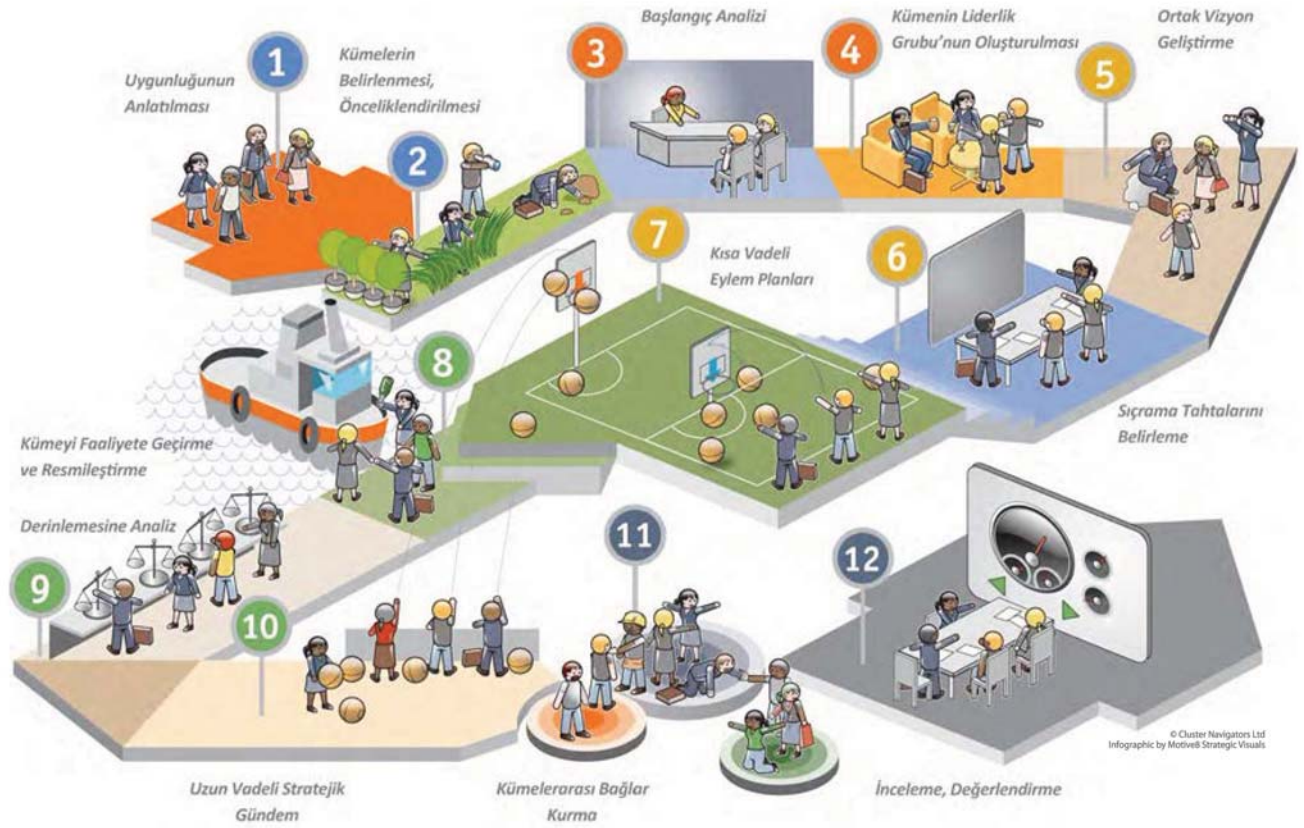 1
Uygunluğunun
Anlatılması
2
Kümelerin
Belirlenmesi,
Önceliklendirilmesi
3
Başlangıç Analizi
4
Kümenin Liderlik
Grubu'nun Oluşturulması
5
Ortak Vizyon
Geliştirme
6
Sıçrama Tahtalarını
Belirleme
7
Kısa Vadeli
Eylem Planları
8
Kümeyi Faaliyete Geçirme
ve Resmileştirme
9
Derinlemesine Analiz
10
Uzun Vadeli Stratejik
Gündem
11
Kümelerarası Bağlar
Kurma
12
İnceleme, Değerlendirme
© Cluster Navigators Ltd
Infographic by Motive8 Strategic Visuals